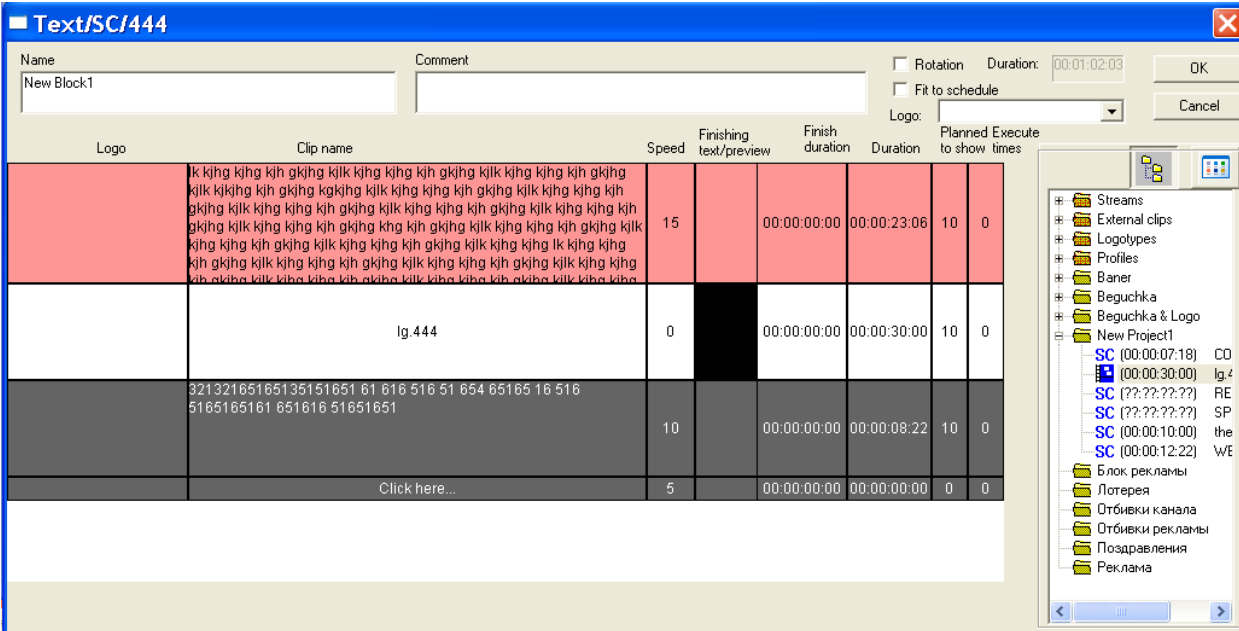 Text/SC/444
Name
Comment
Rotation
Duration:
00:01:02:03
OK
New Block1
Fit to schedule
Cancel
Logo:
Logo
Clip name
Speed
Finishing text/preview
Finish duration
Duration
Planned to show
Execute times
lk kjhg kjhg kjh gkjhg kjlk kjhg kjhg kjh gkjhg kjlk kjhg kjhg kjh gkjhg
kjlk kjkjhg kjh gkjhg kgkjhg kjlk kjhg kjhg kjh gkjhg kjlk kjhg kjhg kjh
gkjhg kjlk kjhg kjhg kjh gkjhg kjlk kjhg kjhg kjh gkjhg kjlk kjhg kjhg kjh
gkjhg kjlk kjhg kjhg kjh gkjhg khg kjh gkjhg kjlk kjhg kjhg kjh gkjhg kjlk
kjhg kjhg kjh gkjhg kjlk kjhg kjhg kjh gkjhg kjlk kjhg kjhg lk kjhg kjhg
kjh gkjhg kjlk kjhg kjhg kjh gkjhg kjlk kjhg kjhg kjh gkjhg kjlk kjhg kjhg
15
00:00:00:00
00:00:23:06
10
0
lg.444
0
00:00:00:00
00:00:30:00
10
0
321321651651351516 51 61 616 516 51 654 65165 16 516
5165165161 651616 51651651
10
00:00:00:00
00:00:08:22
10
0
Click here...
5
00:00:00:00
00:00:00:00
0
0
Streams
External clips
Logotypes
Profiles
Baner
Beguchka
Beguchka & Logo
New Project1
SC (00:00:07:18) CO
(00:00:30:00) lg.4
SC (??:??:??:??) RE
SC (??:??:??:??) SP
SC (00:00:10:00) the
SC (00:00:12:22) WE
Блок рекламы
Лотерея
Отбивки канала
Отбивки рекламы
Поздравления
Реклама